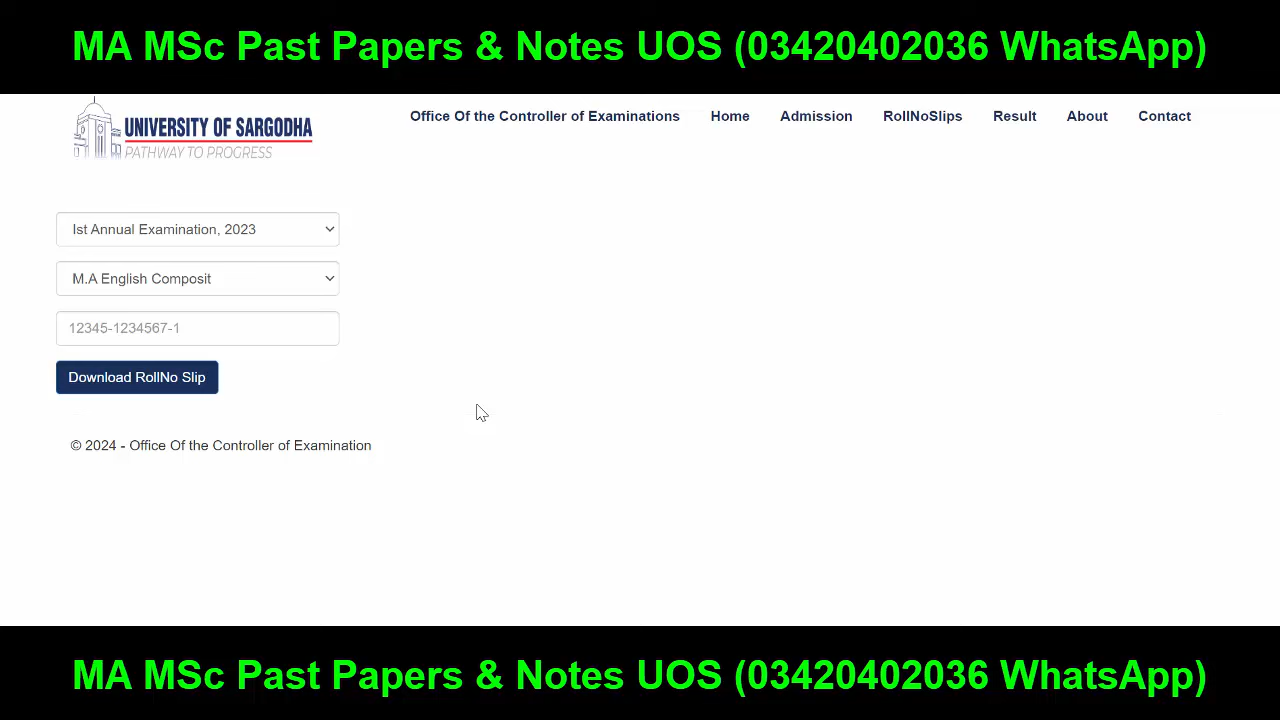 MA MSc Past Papers & Notes UOS (03420402036 WhatsApp)
UNIVERSITY OF SARGODHA
PATHWAY TO PROGRESS
Office Of the Controller of Examinations Home Admission RollNoSlips Result About Contact
Ist Annual Examination, 2023
M.A English Composit
12345-1234567-1
Download RollNo Slip
© 2024 - Office Of the Controller of Examination
MA MSc Past Papers & Notes UOS (03420402036 WhatsApp)